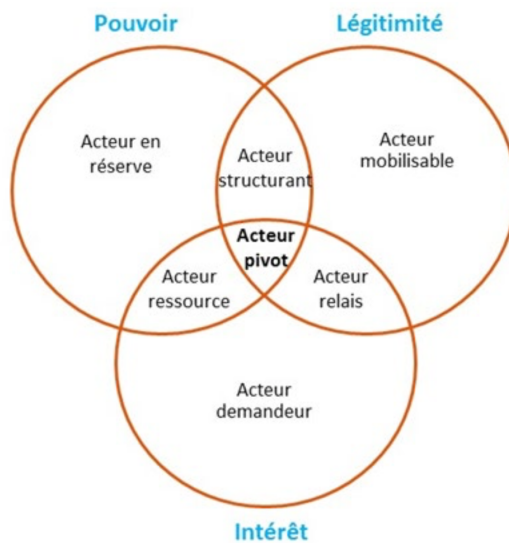 Pouvoir
Légitimité
Acteur en
réserve
Acteur
structurant
Acteur
mobilisable
Acteur
pivot
Acteur
ressource
Acteur
relais
Acteur
demandeur
Intérêt